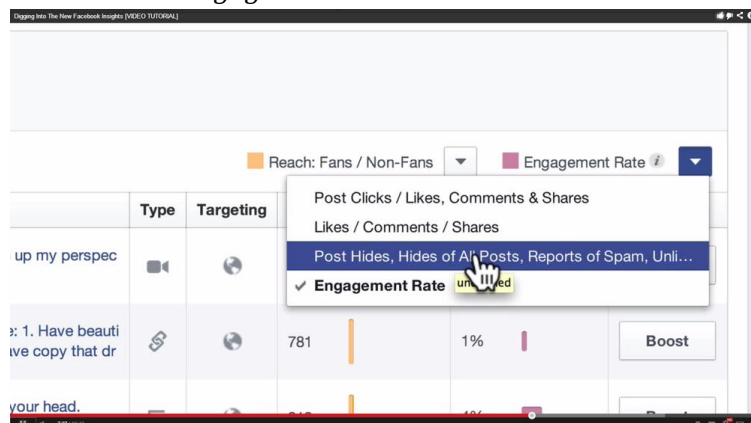 Digging Into The New Facebook Insights [VIDEO TUTORIAL]
Reach: Fans / Non-Fans
Engagement Rate i
Type
Targeting
Post Clicks / Likes, Comments & Shares
Likes / Comments / Shares
Post Hides, Hides of All Posts, Reports of Spam, Unli...
✓ Engagement Rate
up my perspec
e: 1. Have beauti
ave copy that dr
781
1%
Boost
your head.